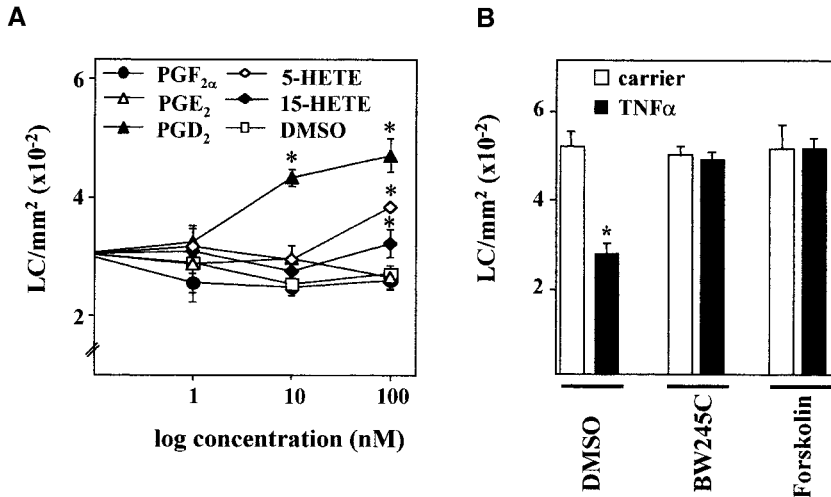 A
LC/mm² (x10⁻²)
6
4
2
PGF₂α 5-HETE
PGE₂ 15-HETE
PGD₂ DMSO
* *
*
*
1 10 100
log concentration (nM)
B
LC/mm² (x10⁻²)
6
4
2
carrier
TNFα
*
DMSO
BW245C
Forskolin